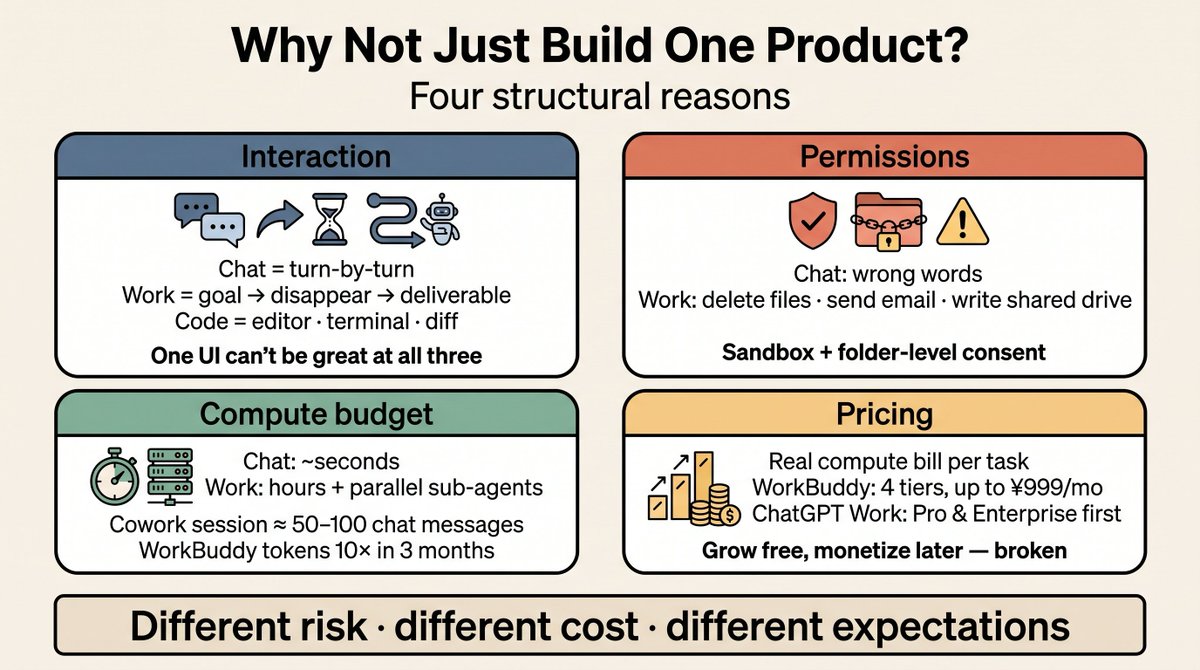 Why Not Just Build One Product?
Four structural reasons
Interaction
Chat = turn-by-turn
Work = goal → disappear → deliverable
Code = editor · terminal · diff
One UI can't be great at all three
Permissions
Chat: wrong words
Work: delete files · send email · write shared drive
Sandbox + folder-level consent
Compute budget
Chat: ~seconds
Work: hours + parallel sub-agents
Cowork session ≈ 50–100 chat messages
WorkBuddy tokens 10× in 3 months
Pricing
Real compute bill per task
WorkBuddy: 4 tiers, up to ¥999/mo
ChatGPT Work: Pro & Enterprise first
Grow free, monetize later — broken
Different risk · different cost · different expectations